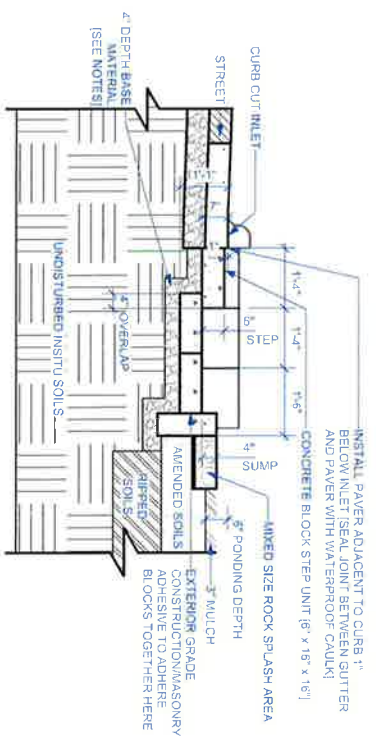 INSTALL PAVER ADJACENT TO CURB 1"
BELOW INLET [SEAL JOINT BETWEEN GUTTER
AND PAVER WITH WATERPROOF CAULK]
CONCRETE BLOCK STEP UNIT [6" x 16" x 16"]
MIXED SIZE ROCK SPLASH AREA
6" PONDING DEPTH
3" MULCH
EXTERIOR GRADE
CONSTRUCTION/MASONRY
ADHESIVE TO ADHERE
BLOCKS TOGETHER HERE
CURB CUT INLET
STREET
4" DEPTH BASE
MATERIAL
[SEE NOTES]
1'-1"
7"
1"
1'-4"
1'-4"
1'-6"
6"
STEP
4"
SUMP
4" OVERLAP
AMENDED SOILS
RIPPED
SOILS
UNDISTURBED INSITU SOILS